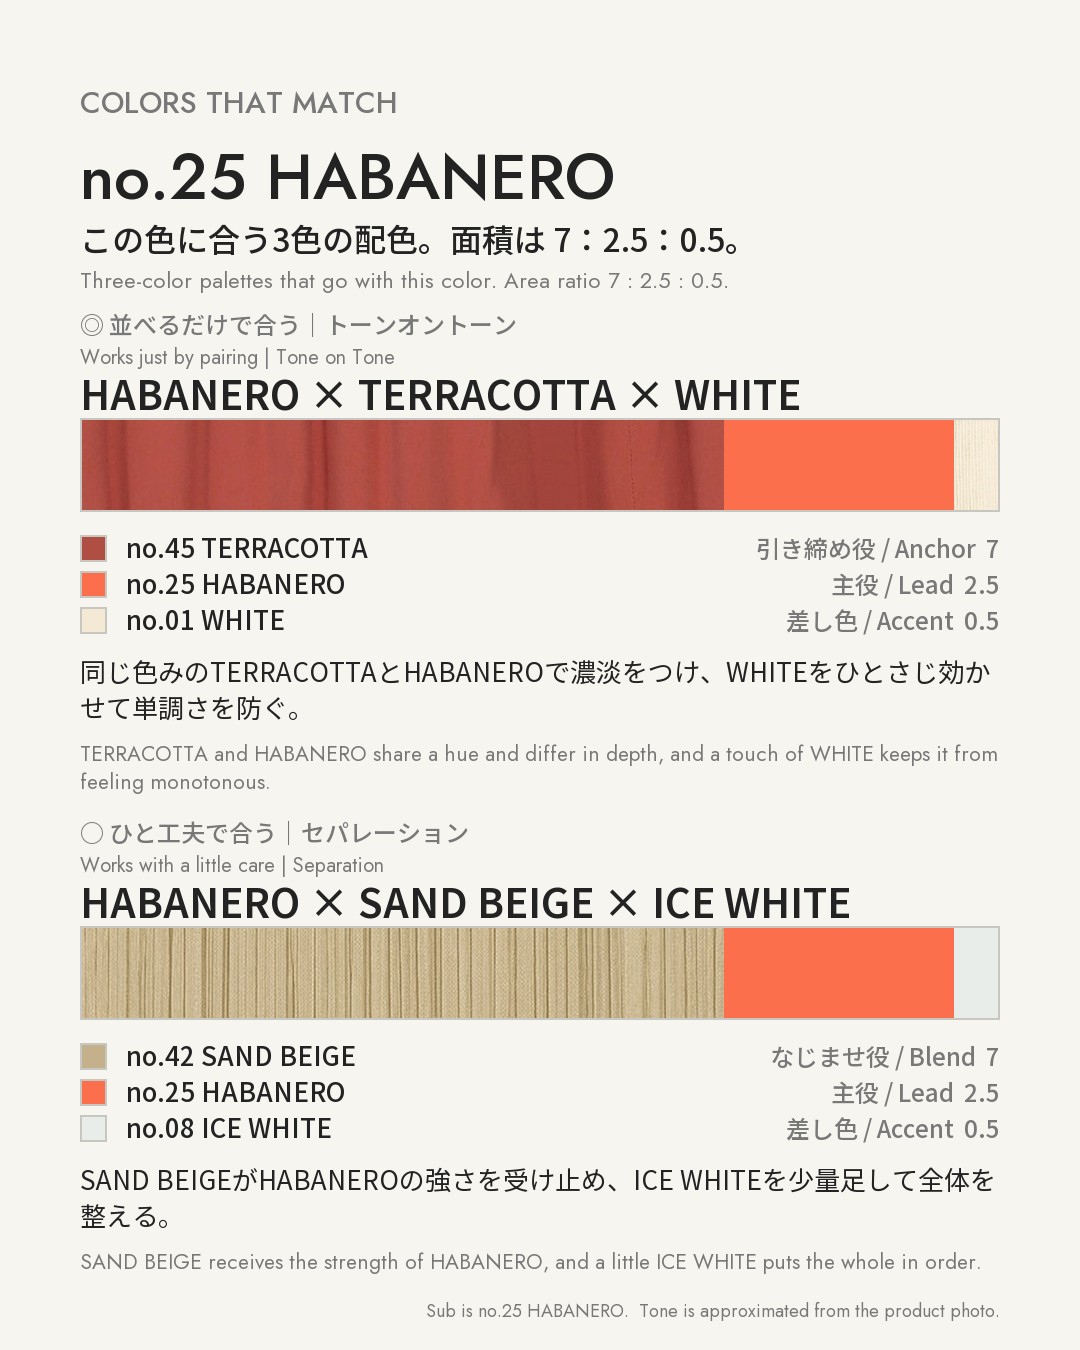 COLORS THAT MATCH
no.25 HABANERO
この色に合う3色の配色。面積は 7：2.5：0.5。
Three-color palettes that go with this color. Area ratio 7 : 2.5 : 0.5.
◎ 並べるだけで合う｜トーンオントーン
Works just by pairing | Tone on Tone
HABANERO × TERRACOTTA × WHITE
no.45 TERRACOTTA 引き締め役 / Anchor 7
no.25 HABANERO 主役 / Lead 2.5
no.01 WHITE 差し色 / Accent 0.5
同じ色みのTERRACOTTAとHABANEROで濃淡をつけ、WHITEをひとさじ効か
せて単調さを防ぐ。
TERRACOTTA and HABANERO share a hue and differ in depth, and a touch of WHITE keeps it from
feeling monotonous.
○ ひと工夫で合う｜セパレーション
Works with a little care | Separation
HABANERO × SAND BEIGE × ICE WHITE
no.42 SAND BEIGE なじませ役 / Blend 7
no.25 HABANERO 主役 / Lead 2.5
no.08 ICE WHITE 差し色 / Accent 0.5
SAND BEIGEがHABANEROの強さを受け止め、ICE WHITEを少量足して全体を
整える。
SAND BEIGE receives the strength of HABANERO, and a little ICE WHITE puts the whole in order.
Sub is no.25 HABANERO. Tone is approximated from the product photo.